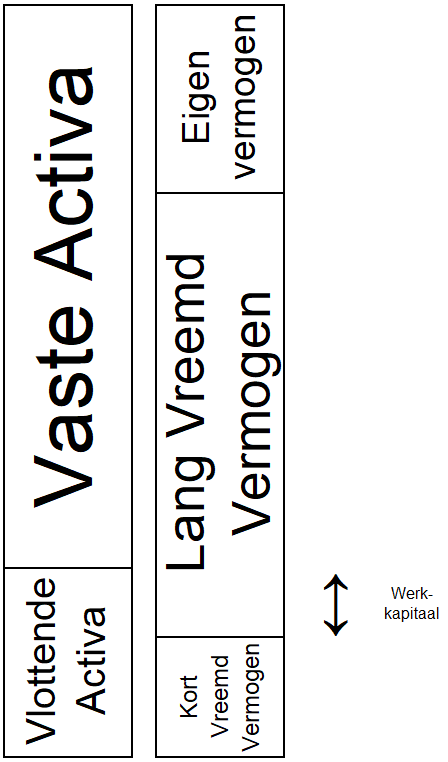 Vaste Activa
Vlottende
Activa
Eigen
vermogen
Lang Vreemd
Vermogen
Kort
Vreemd
Vermogen
Werk-
kapitaal